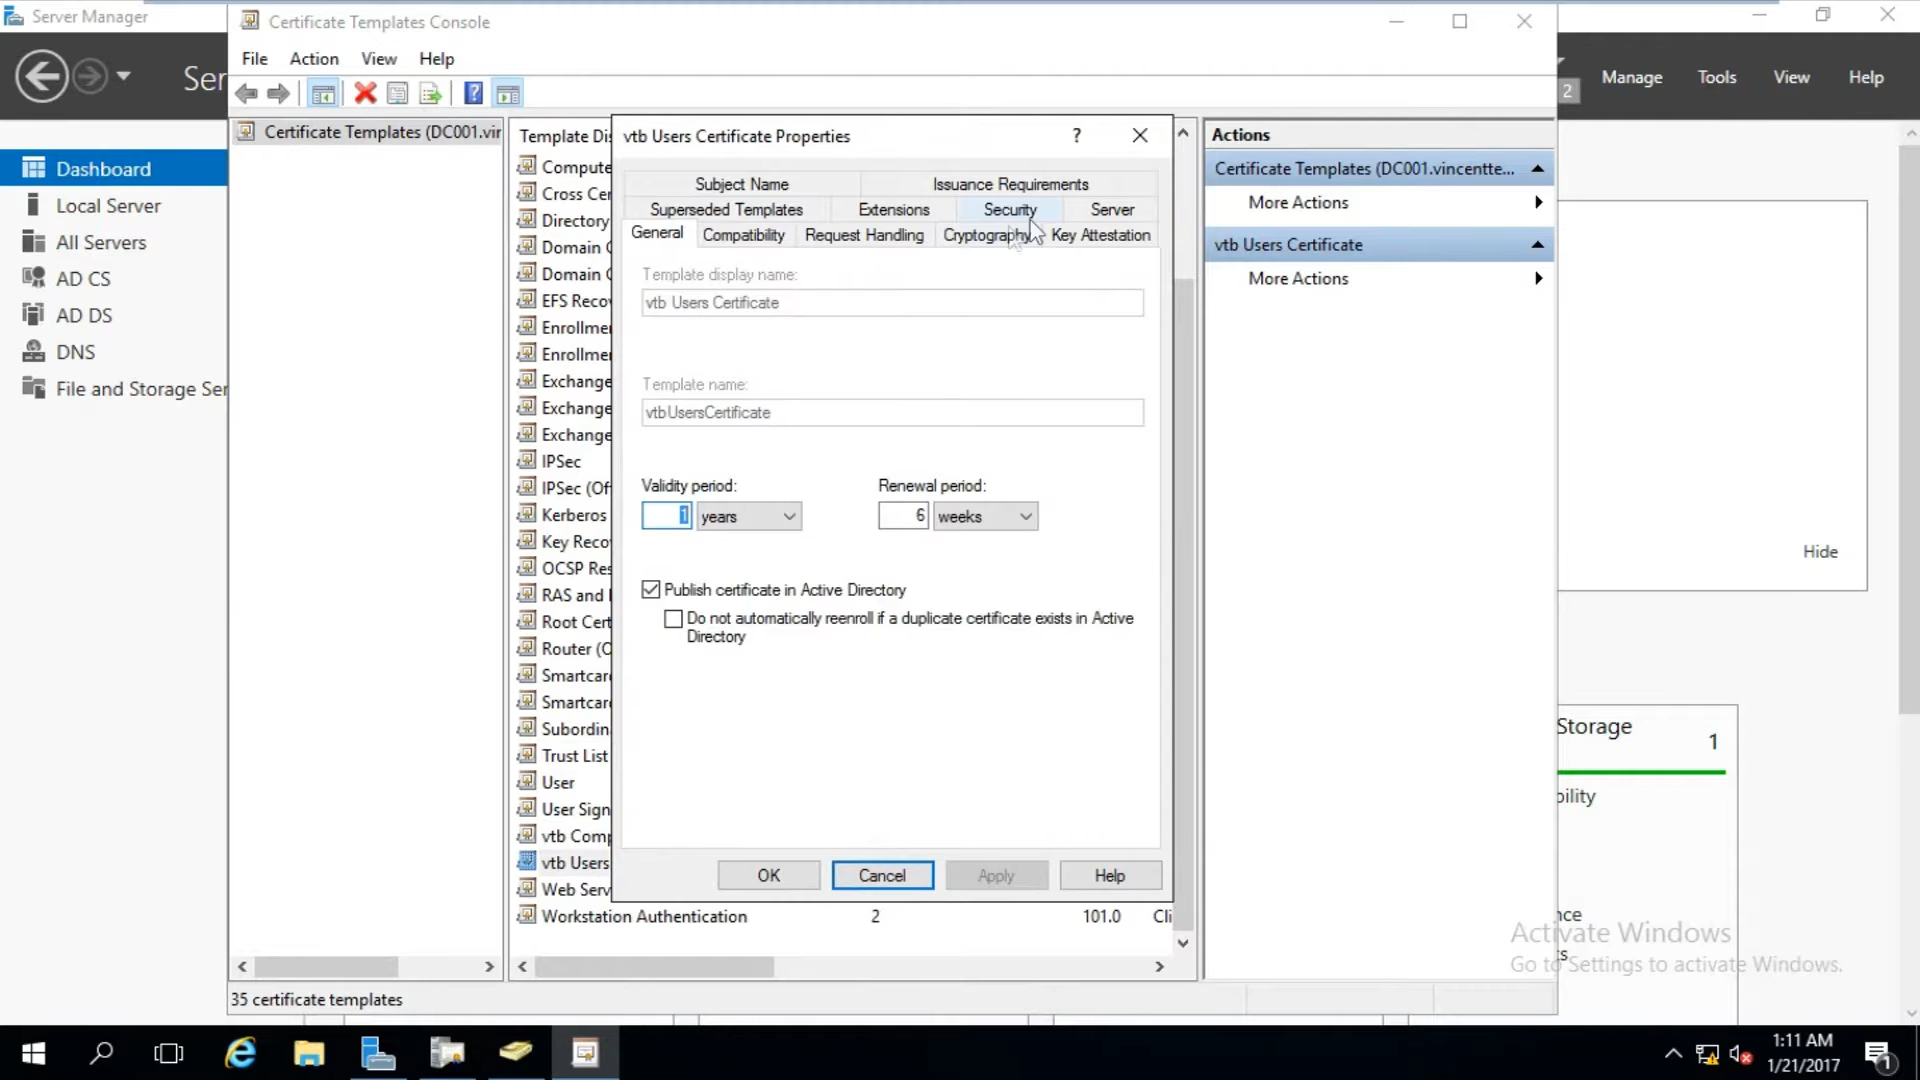 Server Manager
Certificate Templates Console
File Action View Help
Ser
2 Manage Tools View Help
Dashboard
Local Server
All Servers
AD CS
AD DS
DNS
File and Storage Ser
Certificate Templates (DC001.vin
Template Dis
Compute
Cross Cer
Directory
Domain C
Domain C
EFS Recov
Enrollme
Enrollme
Exchange
Exchange
Exchange
IPSec
IPSec (Of
Kerberos
Key Reco
OCSP Res
RAS and I
Root Cert
Router (O
Smartcar
Smartcar
Subordin
Trust List
User
User Sign
vtb Comp
vtb Users
Web Serv
Workstation Authentication 2 101.0 Cli
35 certificate templates
vtb Users Certificate Properties ?
Subject Name Issuance Requirements
Superseded Templates Extensions Security Server
General Compatibility Request Handling Cryptography Key Attestation
Template display name:
vtb Users Certificate
Template name:
vtbUsersCertificate
Validity period: Renewal period:
1 years 6 weeks
Publish certificate in Active Directory
Do not automatically reenroll if a duplicate certificate exists in Active
Directory
OK Cancel Apply Help
Actions
Certificate Templates (DC001.vincentte...
More Actions
vtb Users Certificate
More Actions
Hide
Storage 1
bility
nce
ts
Activate Windows
Go to Settings to activate Windows.
1:11 AM
1/21/2017
1